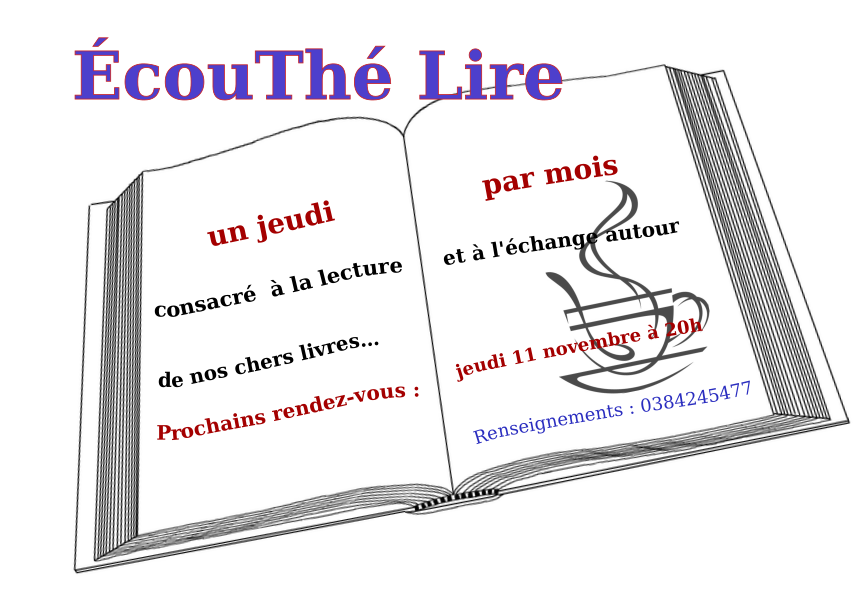 ÉcouThé Lire
un jeudi par mois
consacré à la lecture et à l'échange autour
de nos chers livres...
Prochains rendez-vous : jeudi 11 novembre à 20h
Renseignements : 0384245477